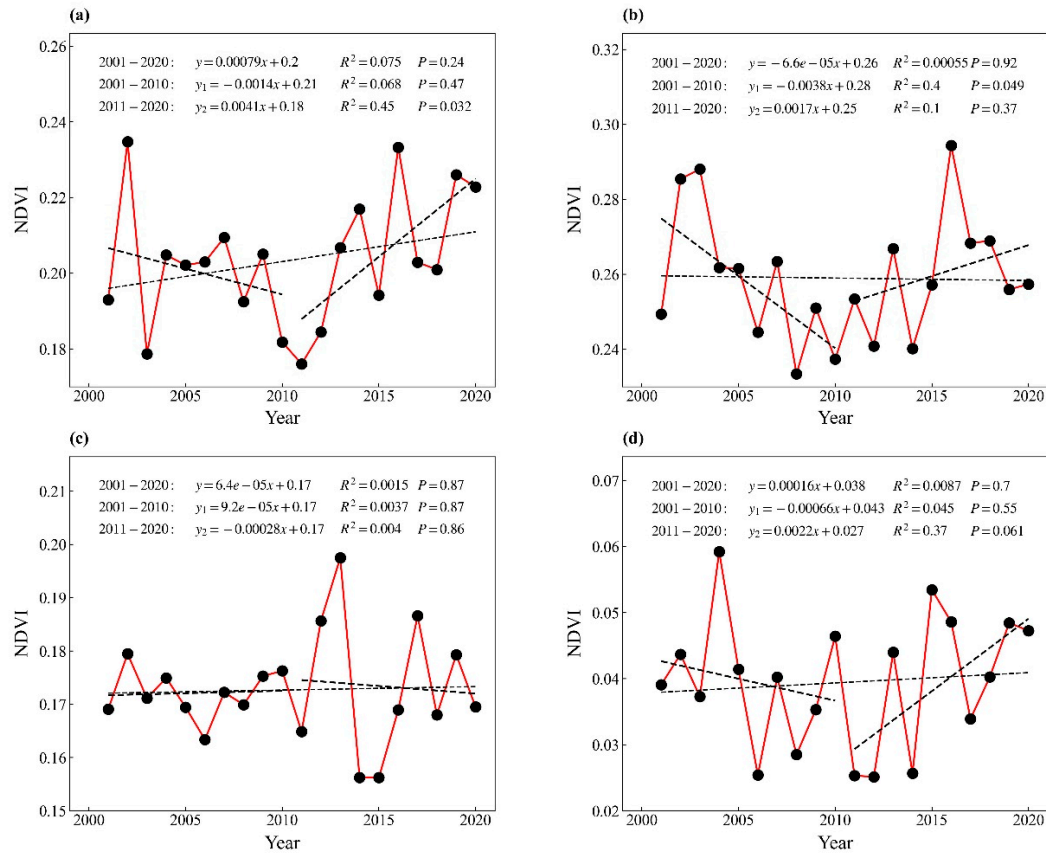 (a)
0.26
0.24
0.22
0.20
0.18
NDVI
2001−2020: y=0.00079x+0.2 R²=0.075 P=0.24
2001−2010: y₁=−0.0014x+0.21 R²=0.068 P=0.47
2011−2020: y₂=0.0041x+0.18 R²=0.45 P=0.032
2000 2005 2010 2015 2020
Year
(b)
0.32
0.30
0.28
0.26
0.24
NDVI
2001−2020: y=−6.6e−05x+0.26 R²=0.00055 P=0.92
2001−2010: y₁=−0.0038x+0.28 R²=0.4 P=0.049
2011−2020: y₂=0.0017x+0.25 R²=0.1 P=0.37
2000 2005 2010 2015 2020
Year
(c)
0.21
0.20
0.19
0.18
0.17
0.16
0.15
NDVI
2001−2020: y=6.4e−05x+0.17 R²=0.0015 P=0.87
2001−2010: y₁=9.2e−05x+0.17 R²=0.0037 P=0.87
2011−2020: y₂=−0.00028x+0.17 R²=0.004 P=0.86
2000 2005 2010 2015 2020
Year
(d)
0.07
0.06
0.05
0.04
0.03
0.02
NDVI
2001−2020: y=0.00016x+0.038 R²=0.0087 P=0.7
2001−2010: y₁=−0.00066x+0.043 R²=0.045 P=0.55
2011−2020: y₂=0.0022x+0.027 R²=0.37 P=0.061
2000 2005 2010 2015 2020
Year